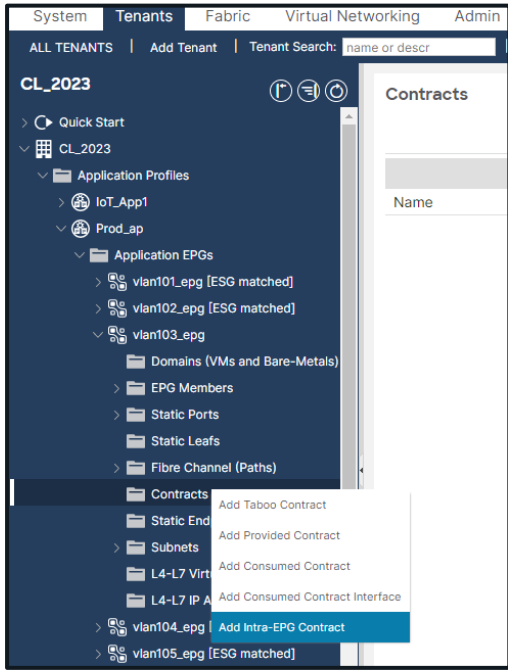 System Tenants Fabric Virtual Networking Admin
ALL TENANTS | Add Tenant | Tenant Search: name or descr |
CL_2023
Quick Start
CL_2023
Application Profiles
IoT_App1
Prod_ap
Application EPGs
vlan101_epg [ESG matched]
vlan102_epg [ESG matched]
vlan103_epg
Domains (VMs and Bare-Metals)
EPG Members
Static Ports
Static Leafs
Fibre Channel (Paths)
Contracts
Static End
Subnets
L4-L7 Virt
L4-L7 IP A
vlan104_epg [
vlan105_epg [ESG matched]
Add Taboo Contract
Add Provided Contract
Add Consumed Contract
Add Consumed Contract Interface
Add Intra-EPG Contract
Contracts
Name